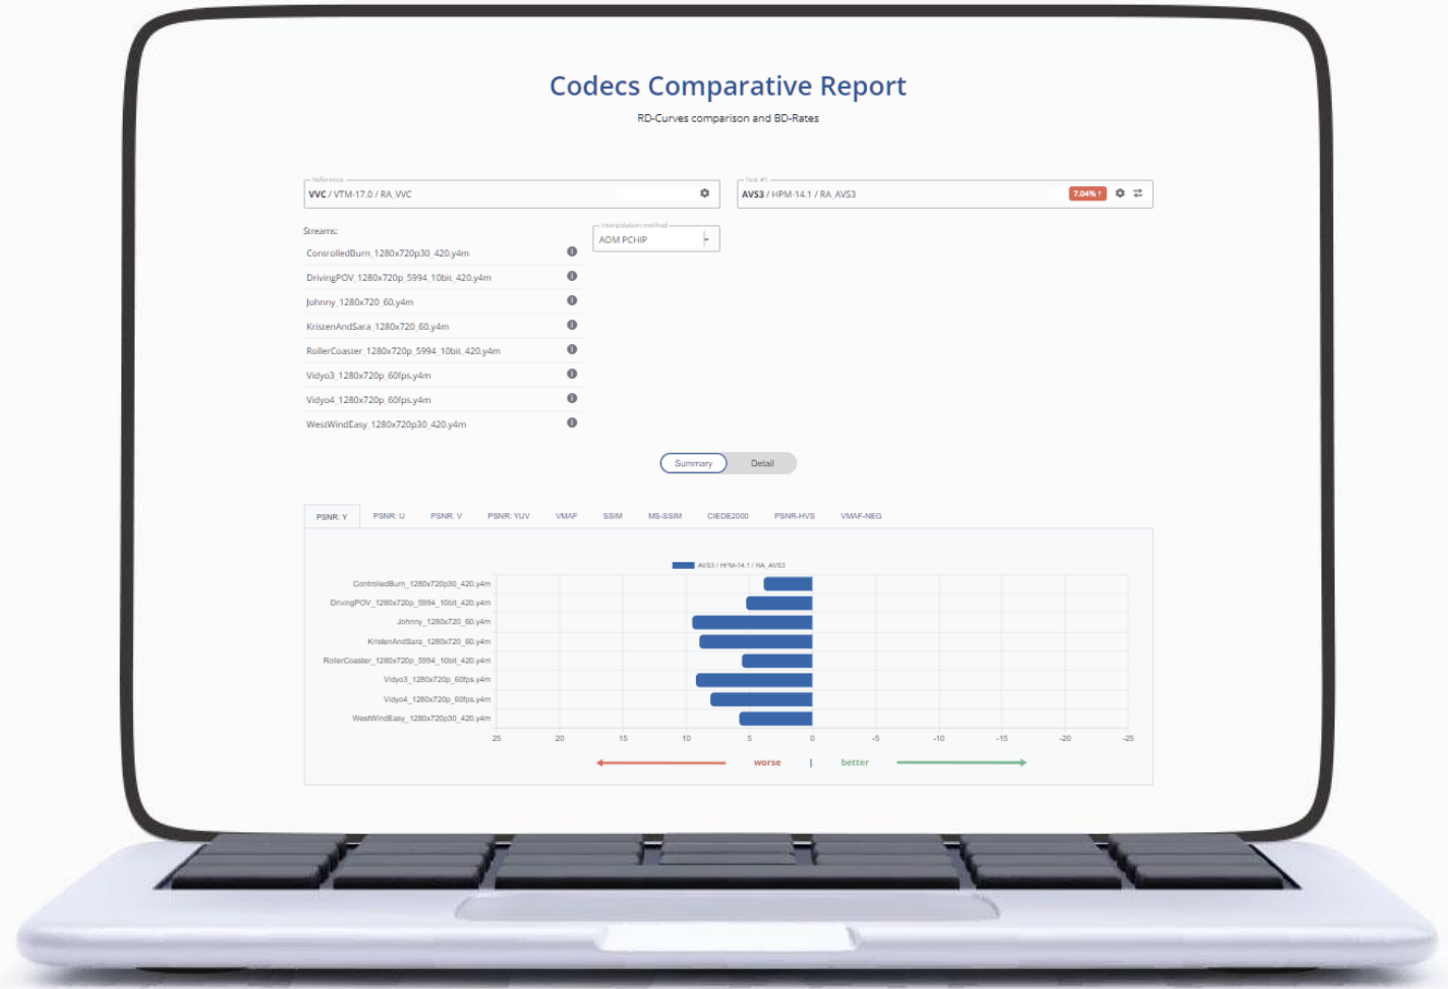 Codecs Comparative Report
RD-Curves comparison and BD-Rates
Reference
VVC / VTM-17.0 / RA_VVC
Test #1
AVS3 / HPM-14.1 / RA_AVS3
7.04% ↑
Streams:
Interpolation method
AOM PCHIP
ControlledBurn_1280x720p30_420.y4m
DrivingPOV_1280x720p_5994_10bit_420.y4m
Johnny_1280x720_60.y4m
KristenAndSara_1280x720_60.y4m
RollerCoaster_1280x720p_5994_10bit_420.y4m
Vidyo3_1280x720p_60fps.y4m
Vidyo4_1280x720p_60fps.y4m
WestWindEasy_1280x720p30_420.y4m
Summary Detail
PSNR: Y PSNR: U PSNR: V PSNR: YUV VMAF SSIM MS-SSIM CIEDE2000 PSNR-HVS VMAF-NEG
AVS3 / HPM-14.1 / RA_AVS3
ControlledBurn_1280x720p30_420.y4m
DrivingPOV_1280x720p_5994_10bit_420.y4m
Johnny_1280x720_60.y4m
KristenAndSara_1280x720_60.y4m
RollerCoaster_1280x720p_5994_10bit_420.y4m
Vidyo3_1280x720p_60fps.y4m
Vidyo4_1280x720p_60fps.y4m
WestWindEasy_1280x720p30_420.y4m
25 20 15 10 5 0 -5 -10 -15 -20 -25
worse | better